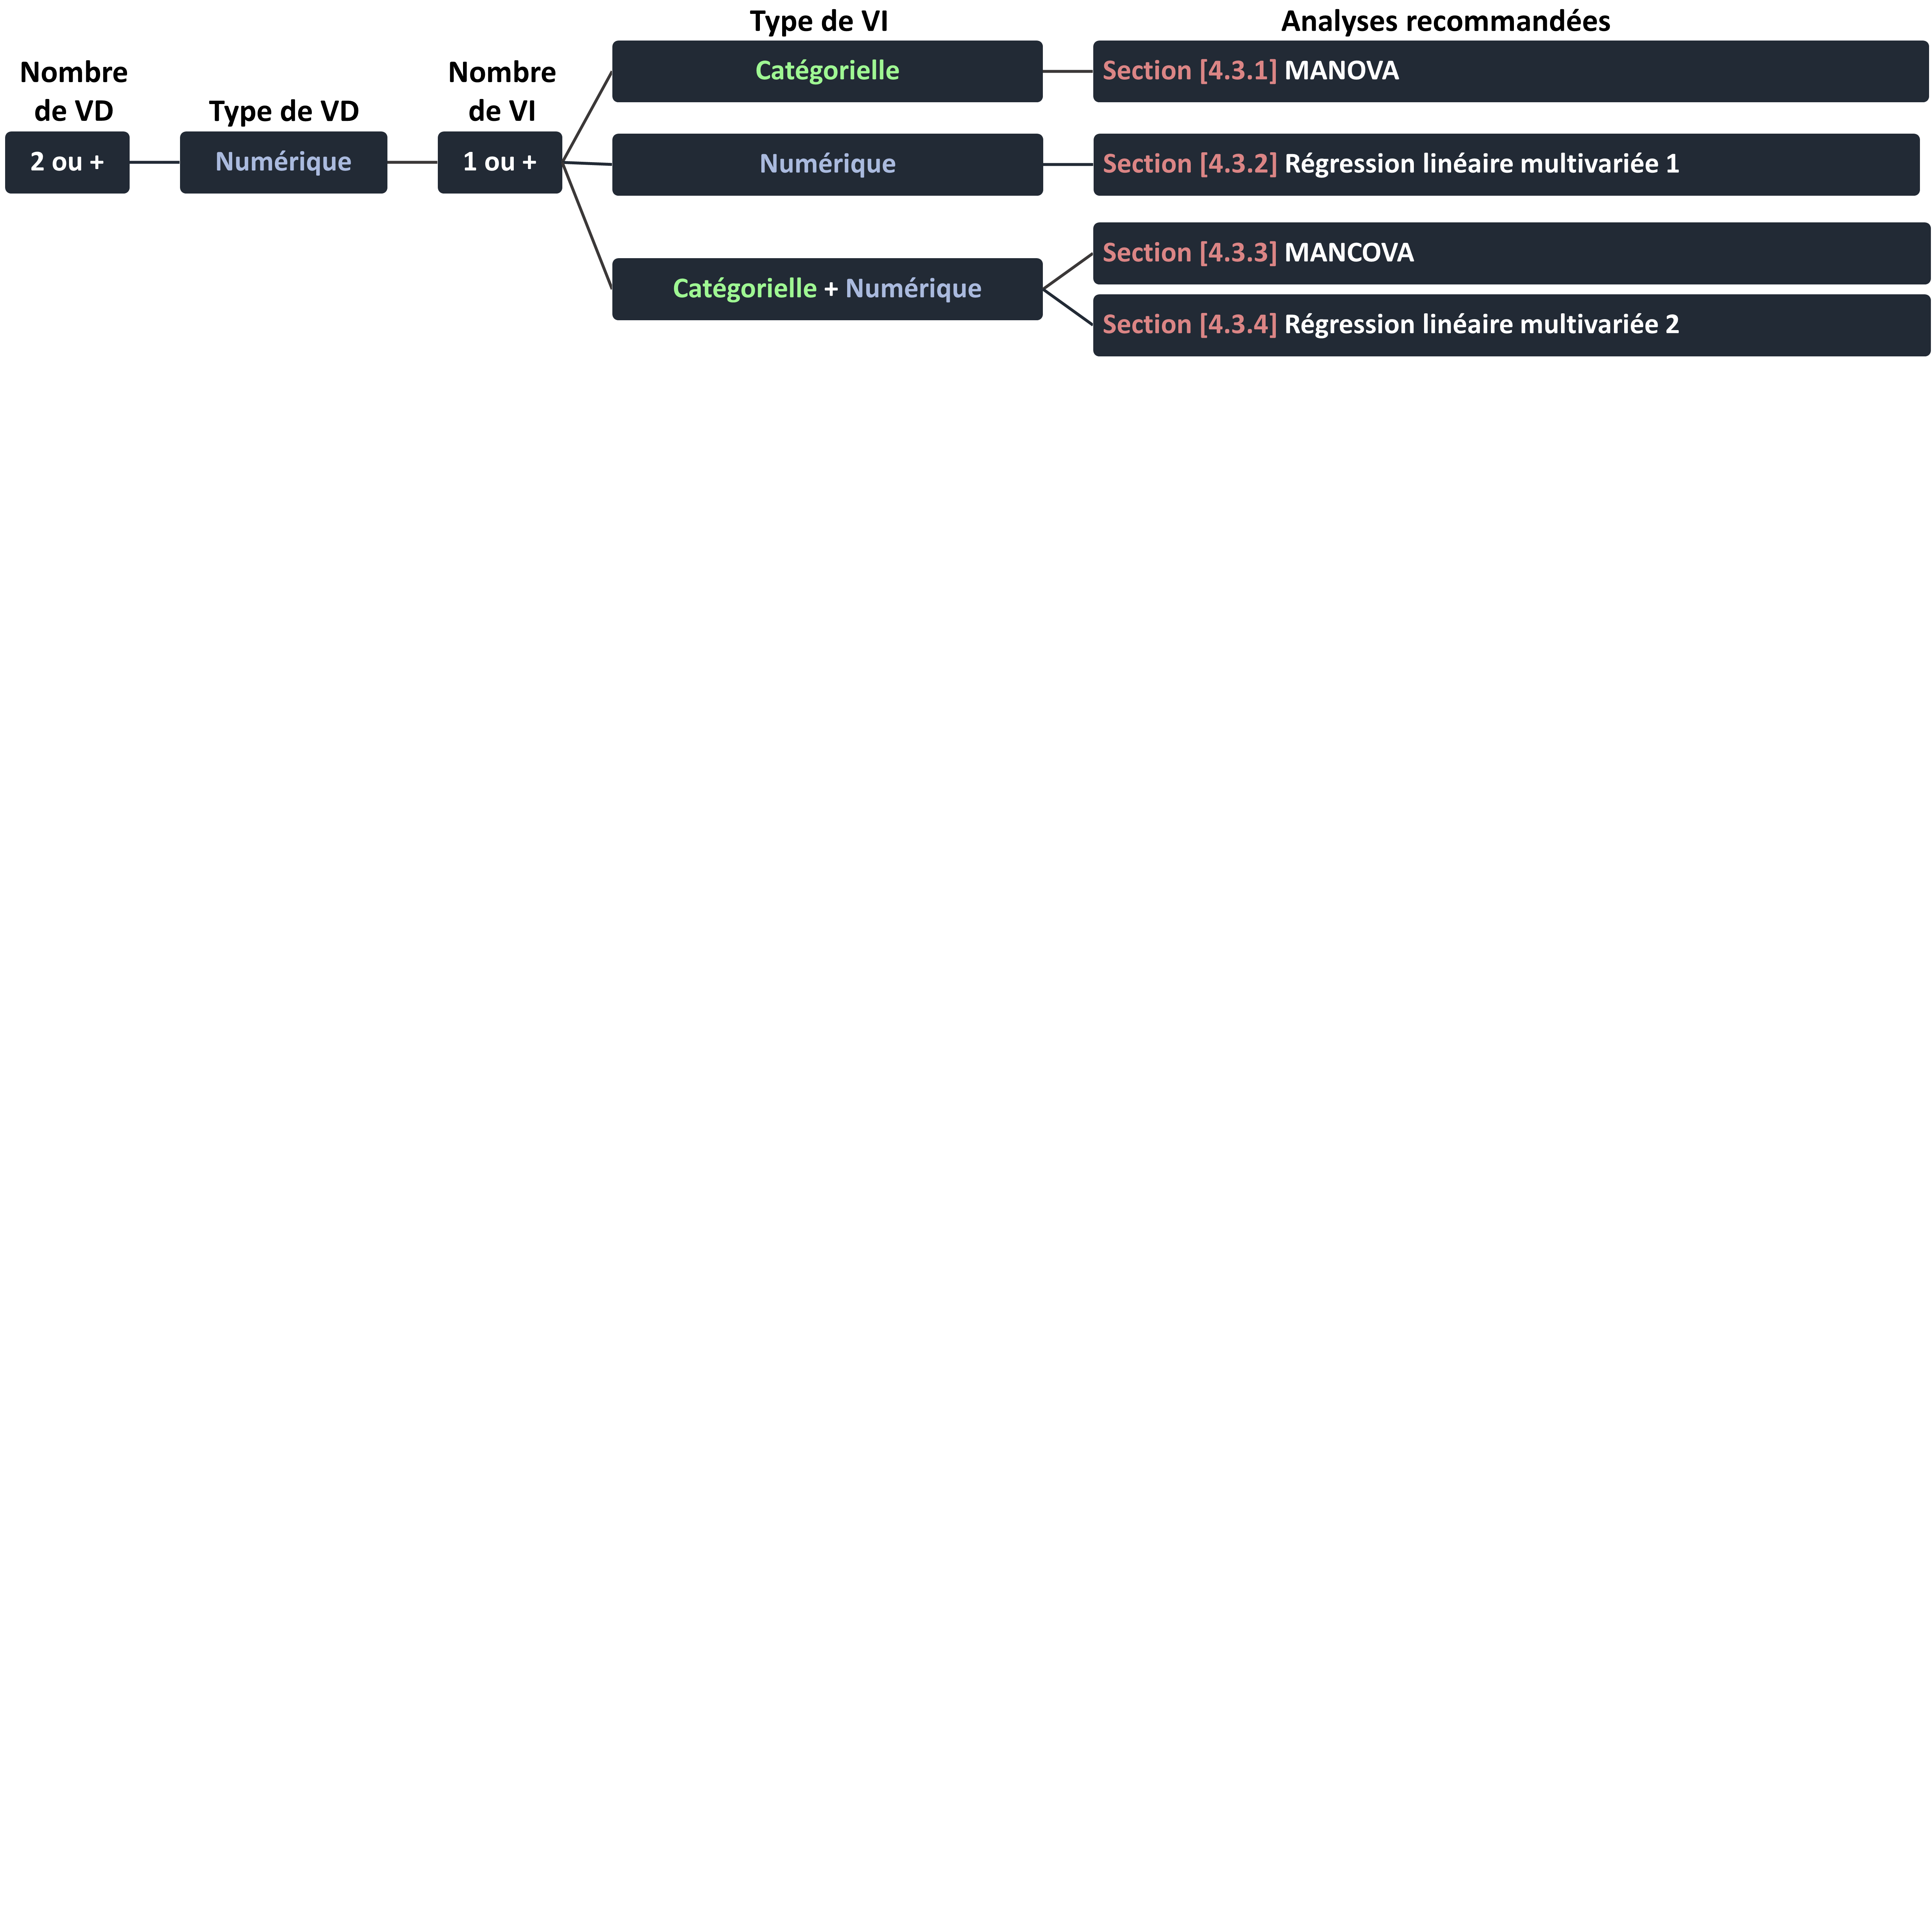 Type de VI
Analyses recommandées
Nombre
de VD
Type de VD
Nombre
de VI
2 ou +
Numérique
1 ou +
Catégorielle
Section [4.3.1] MANOVA
Numérique
Section [4.3.2] Régression linéaire multivariée 1
Catégorielle + Numérique
Section [4.3.3] MANCOVA
Section [4.3.4] Régression linéaire multivariée 2